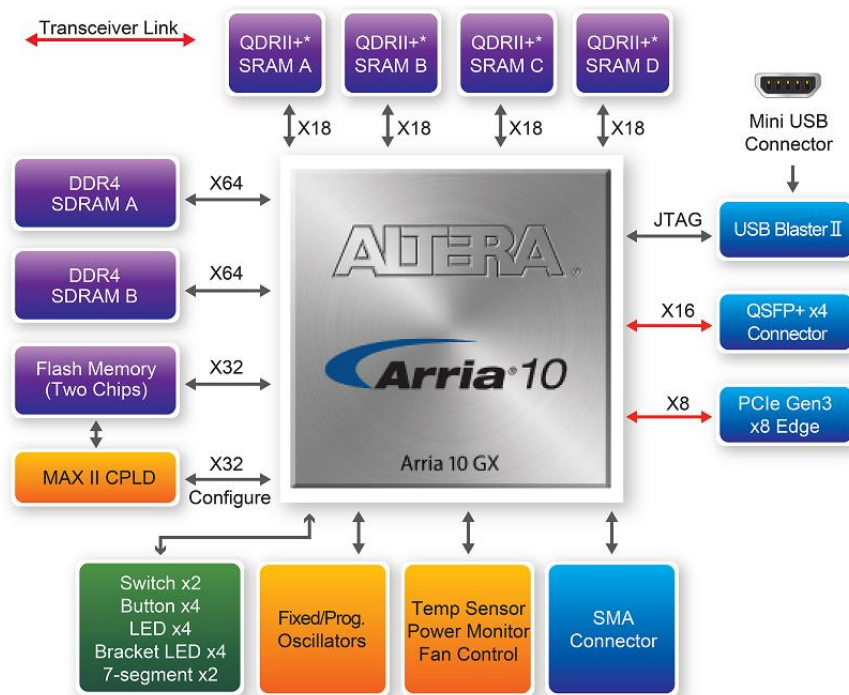 Transceiver Link
QDRII+*
SRAM A
QDRII+*
SRAM B
QDRII+*
SRAM C
QDRII+*
SRAM D
X18
X18
X18
X18
Mini USB
Connector
DDR4
SDRAM A
X64
JTAG
USB Blaster II
ALTERA®
DDR4
SDRAM B
X64
X16
QSFP+ x4
Connector
Flash Memory
(Two Chips)
X32
Arria® 10
X8
PCIe Gen3
x8 Edge
MAX II CPLD
X32
Configure
Arria 10 GX
Switch x2
Button x4
LED x4
Bracket LED x4
7-segment x2
Fixed/Prog.
Oscillators
Temp Sensor
Power Monitor
Fan Control
SMA
Connector